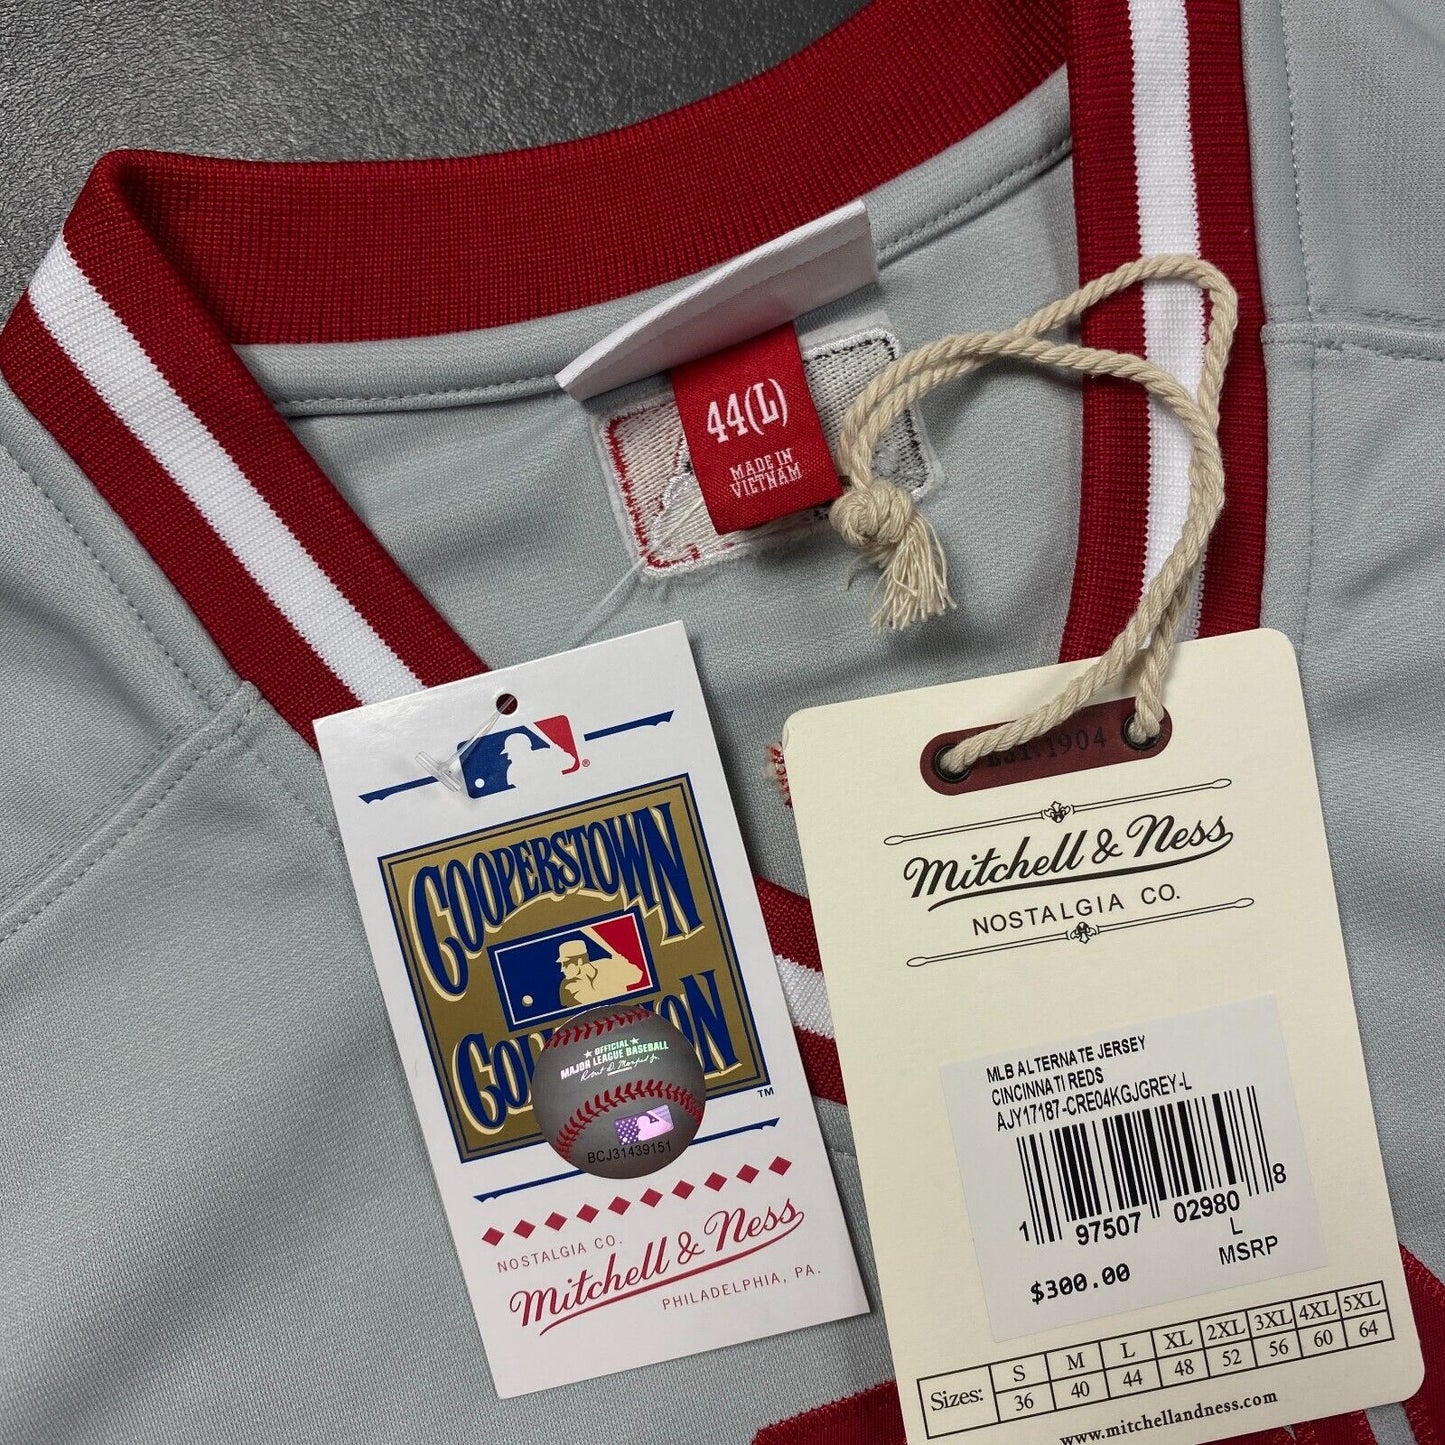 44(L)
MADE IN
VIETNAM
COOPERSTOWN
OFFICIAL
MAJOR LEAGUE BASEBALL
BCJ31439151
TM
NOSTALGIA CO.
Mitchell & Ness
PHILADELPHIA, PA.
EST. 1904
Mitchell & Ness
NOSTALGIA CO.
MLB ALTERNATE JERSEY
CINCINNATI REDS
AJY17187-CRE04KGJGREY-L
1 97507 02980 8
L
$300.00 MSRP
Sizes: S M L XL 2XL 3XL 4XL 5XL
36 40 44 48 52 56 60 64
www.mitchellandness.com